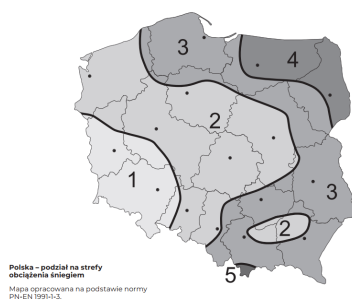 3
4
2
1
3
2
5
Polska – podział na strefy
obciążenia śniegiem
Mapa opracowana na podstawie normy
PN-EN 1991-1-3.